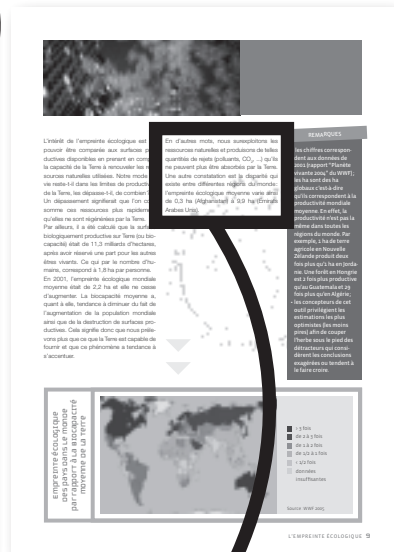 L'intérêt de l'empreinte écologique est
pouvoir être comparée aux surfaces
ductives disponibles en prenant en
la capacité de la Terre à renouveler les
sources naturelles utilisées. Notre mode
vie reste-t-il dans les limites de
de la Terre, les dépasse-t-il, de
Un dépassement signifierait que l'on
somme ces ressources plus
qu'elles ne sont régénérées par la Terre.
Par ailleurs, il a été calculé que la
biologiquement productive sur Terre (ou bio-
capacité) était de 11,3 milliards d'hectares,
après avoir réservé une part pour les autres
êtres vivants. Ce qui par le nombre d'hu-
mains, correspond à 1,8 ha par personne.
En 2001, l'empreinte écologique mondiale
moyenne était de 2,2 ha et elle ne cesse
d'augmenter. La biocapacité moyenne a,
quant à elle, tendance à diminuer du fait de
l'augmentation de la population mondiale
ainsi que de la destruction de surfaces pro-
ductives. Cela signifie donc que nous préle-
vons plus que ce que la Terre est capable de
fournir et que ce phénomène a tendance à
s'accentuer.
En d'autres mots, nous surexploitons les
ressources naturelles et produisons de telles
quantités de rejets (polluants, CO2, ...) qu'ils
ne peuvent plus être absorbés par la Terre.
Une autre constatation est la disparité qui
existe entre différentes régions du monde:
l'empreinte écologique moyenne varie ainsi
de 0,3 ha (Afghanistan) à 9,9 ha (Emirats
Arabes Unis).
REMARQUES
les chiffres correspon-
dent aux données de
2001 (rapport "Planète
vivante 2004" du WWF);
les ha sont des ha
globaux c'est-à-dire
qu'ils correspondent à la
productivité mondiale
moyenne. En effet, la
productivité n'est pas la
même dans toutes les
régions du monde. Par
exemple, 1 ha de terre
agricole en Nouvelle
Zélande produit deux
fois plus qu'1 ha en Jorda-
nie. Une forêt en Hongrie
est 2 fois plus productive
qu'au Guatemala et 29
fois plus qu'en Algérie;
- les concepteurs de cet
outil privilégient les
estimations les plus
optimistes (les moins
pires) afin de couper
l'herbe sous le pied des
détracteurs qui consi-
dèrent les conclusions
exagérées ou tendant à
le faire croire.
Empreinte écologique
des pays dans le monde
par rapport à la biocapacité
moyenne de la Terre
> 5 fois
de 2 à 5 fois
de 1 à 2 fois
de 1/2 à 1 fois
< 1/2 fois
données
insuffisantes
Source: WWF 2005
L'EMPREINTE ÉCOLOGIQUE 9